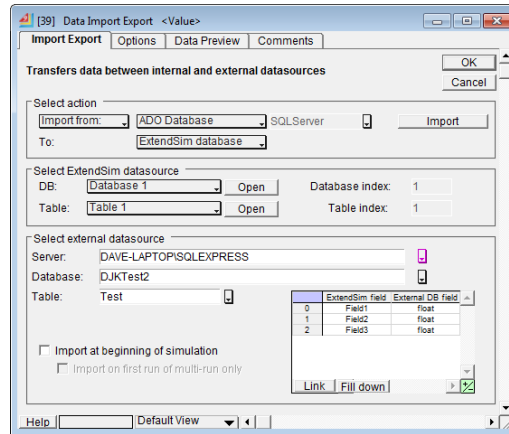 [39] Data Import Export <Value>
Import Export Options Data Preview Comments
OK
Transfers data between internal and external datasources
Cancel
Select action
Import from: ADO Database SQLServer Import
To: ExtendSim database
Select ExtendSim datasource
DB: Database 1 Open Database index: 1
Table: Table 1 Open Table index: 1
Select external datasource
Server: DAVE-LAPTOP\SQLEXPRESS
Database: DJKTest2
Table: Test
ExtendSim field External DB field
0 Field1 float
1 Field2 float
2 Field3 float
Import at beginning of simulation
Import on first run of multi-run only
Link Fill down
Help Default View